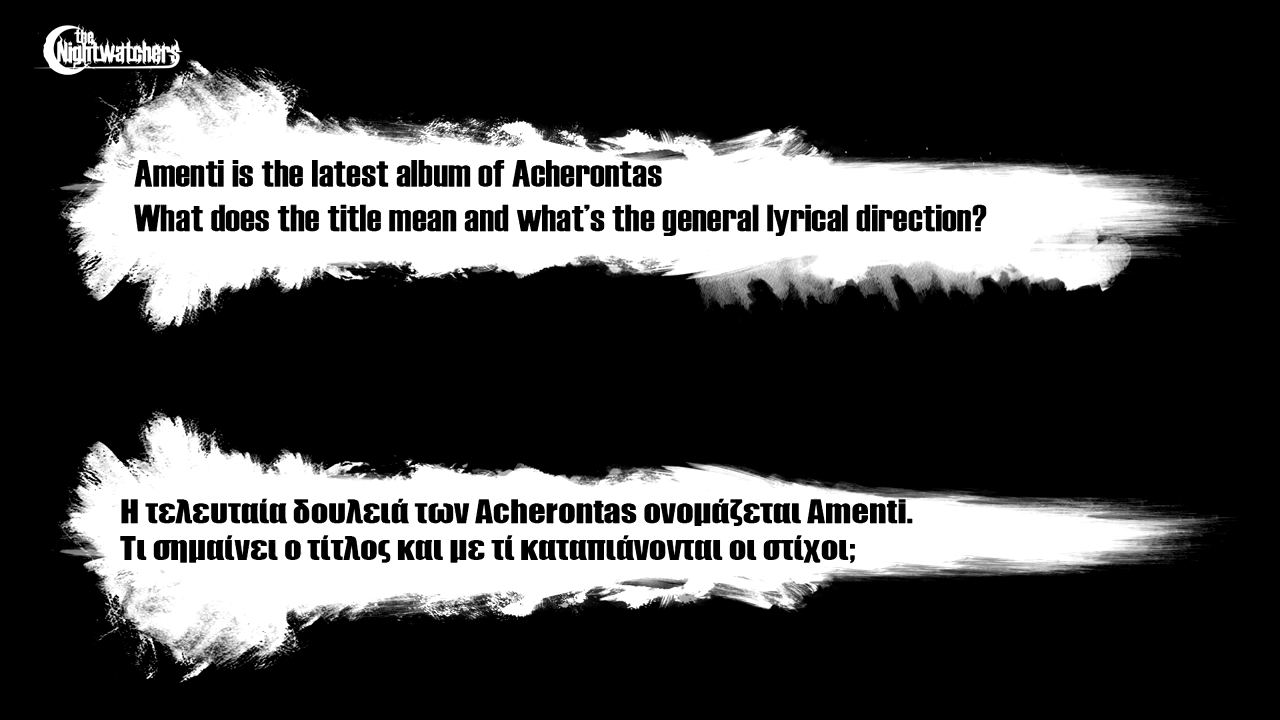 the
Nightwatchers
Amenti is the latest album of Acherontas
What does the title mean and what's the general lyrical direction?
Η τελευταία δουλειά των Acherontas ονομάζεται Amenti.
Τι σημαίνει ο τίτλος και με τί καταπιάνονται οι στίχοι;